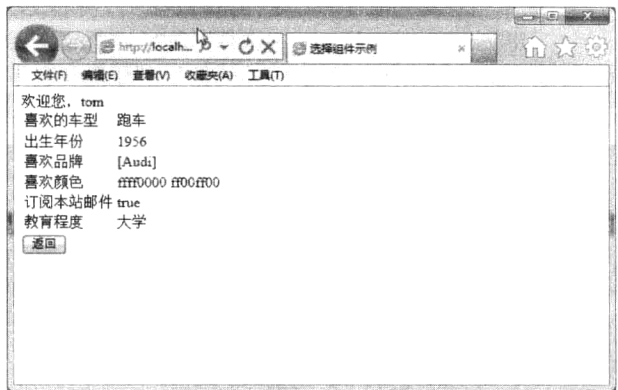 http://localh...
选择组件示例
文件(F) 编辑(E) 查看(V) 收藏夹(A) 工具(T)
欢迎您，tom
喜欢的车型 跑车
出生年份 1956
喜欢品牌 [Audi]
喜欢颜色 ffff0000 ff00ff00
订阅本站邮件 true
教育程度 大学
返回